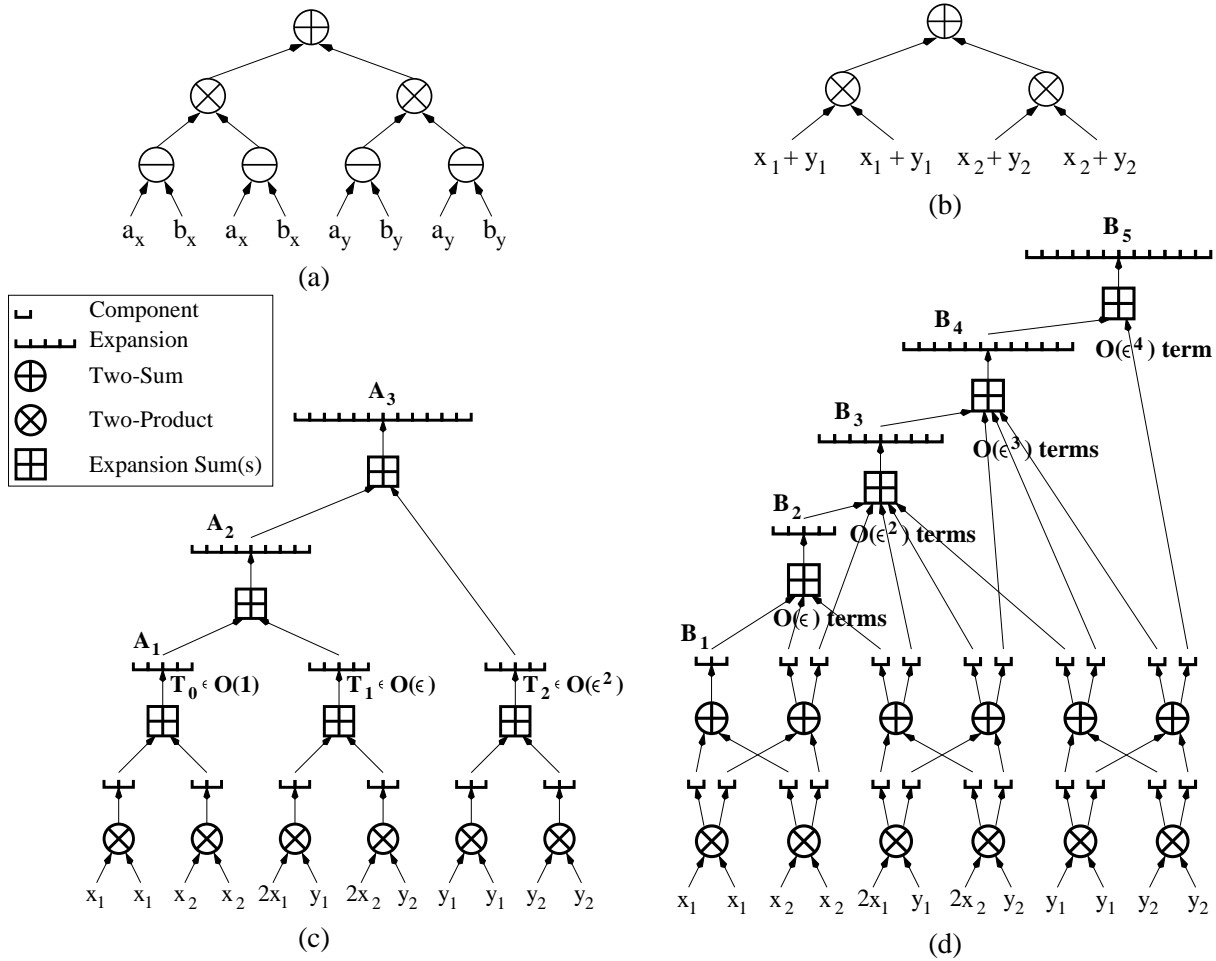 a_x b_x a_x b_x a_y b_y a_y b_y
(a)
x_1 + y_1 x_1 + y_1 x_2 + y_2 x_2 + y_2
(b)
Component
Expansion
Two-Sum
Two-Product
Expansion Sum(s)
A_3
A_2
A_1
T_0 ∈ O(1) T_1 ∈ O(ϵ) T_2 ∈ O(ϵ^2)
x_1 x_1 x_2 x_2 2x_1 y_1 2x_2 y_2 y_1 y_1 y_2 y_2
(c)
B_5
B_4
O(ϵ^4) term
B_3
O(ϵ^3) terms
B_2
O(ϵ^2) terms
O(ϵ) terms
B_1
x_1 x_1 x_2 x_2 2x_1 y_1 2x_2 y_2 y_1 y_1 y_2 y_2
(d)